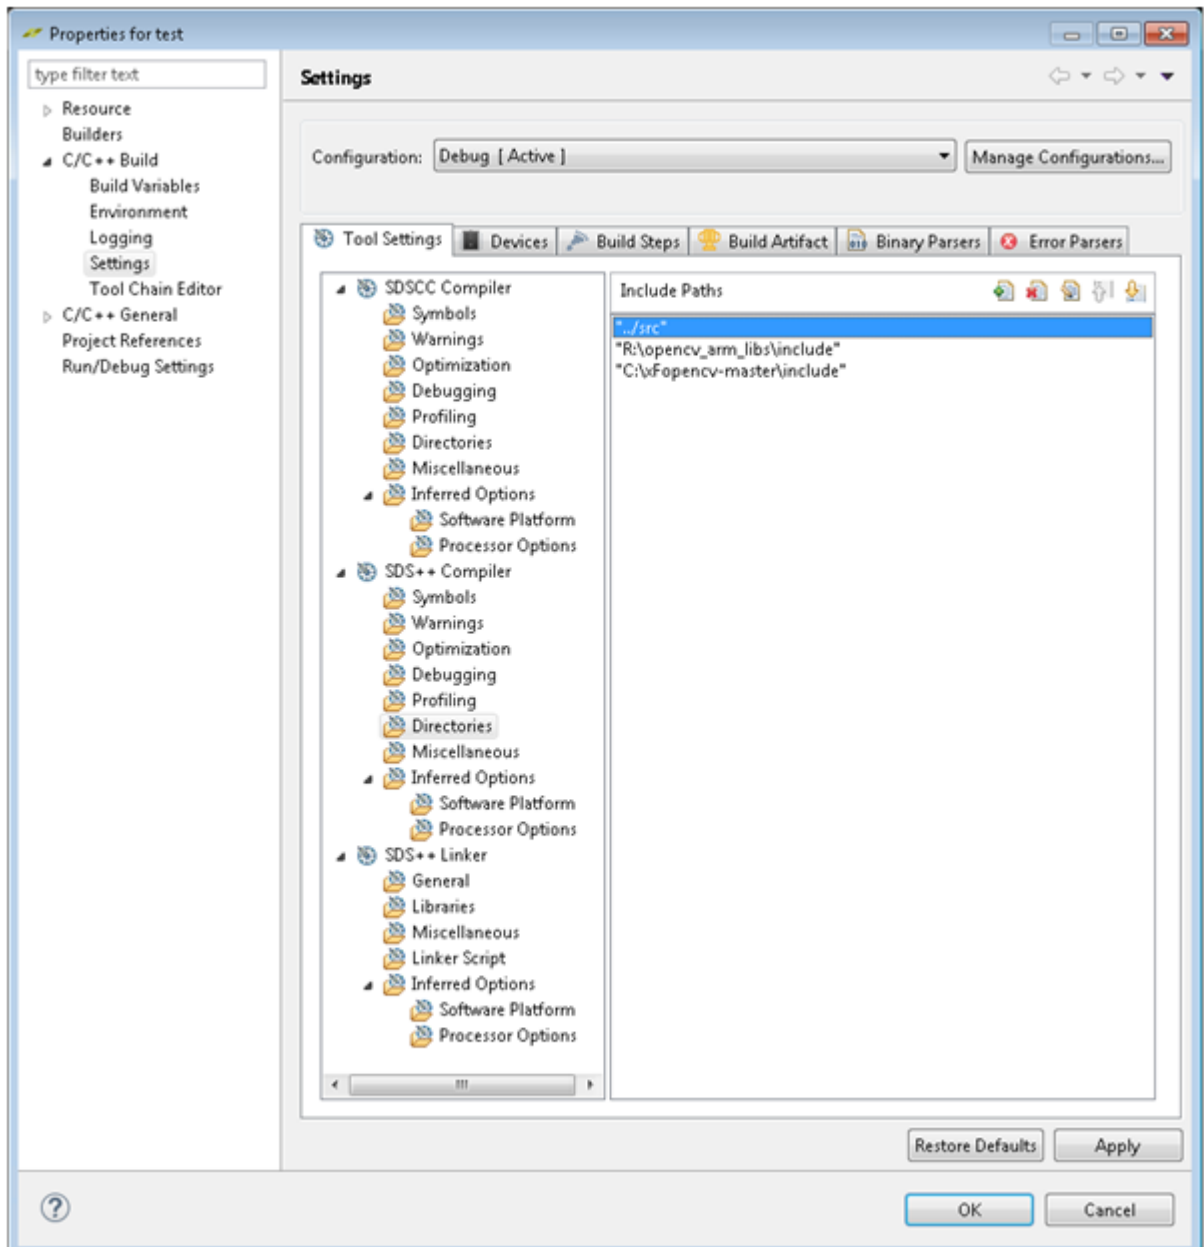 Properties for test
type filter text
Resource
Builders
C/C++ Build
Build Variables
Environment
Logging
Settings
Tool Chain Editor
C/C++ General
Project References
Run/Debug Settings
Settings
Configuration: Debug [ Active ] Manage Configurations...
Tool Settings Devices Build Steps Build Artifact Binary Parsers Error Parsers
SDSCC Compiler
Symbols
Warnings
Optimization
Debugging
Profiling
Directories
Miscellaneous
Inferred Options
Software Platform
Processor Options
SDS++ Compiler
Symbols
Warnings
Optimization
Debugging
Profiling
Directories
Miscellaneous
Inferred Options
Software Platform
Processor Options
SDS++ Linker
General
Libraries
Miscellaneous
Linker Script
Inferred Options
Software Platform
Processor Options
Include Paths
"../src"
"R:\opencv_arm_libs\include"
"C:\xFopencv-master\include"
Restore Defaults Apply
OK Cancel